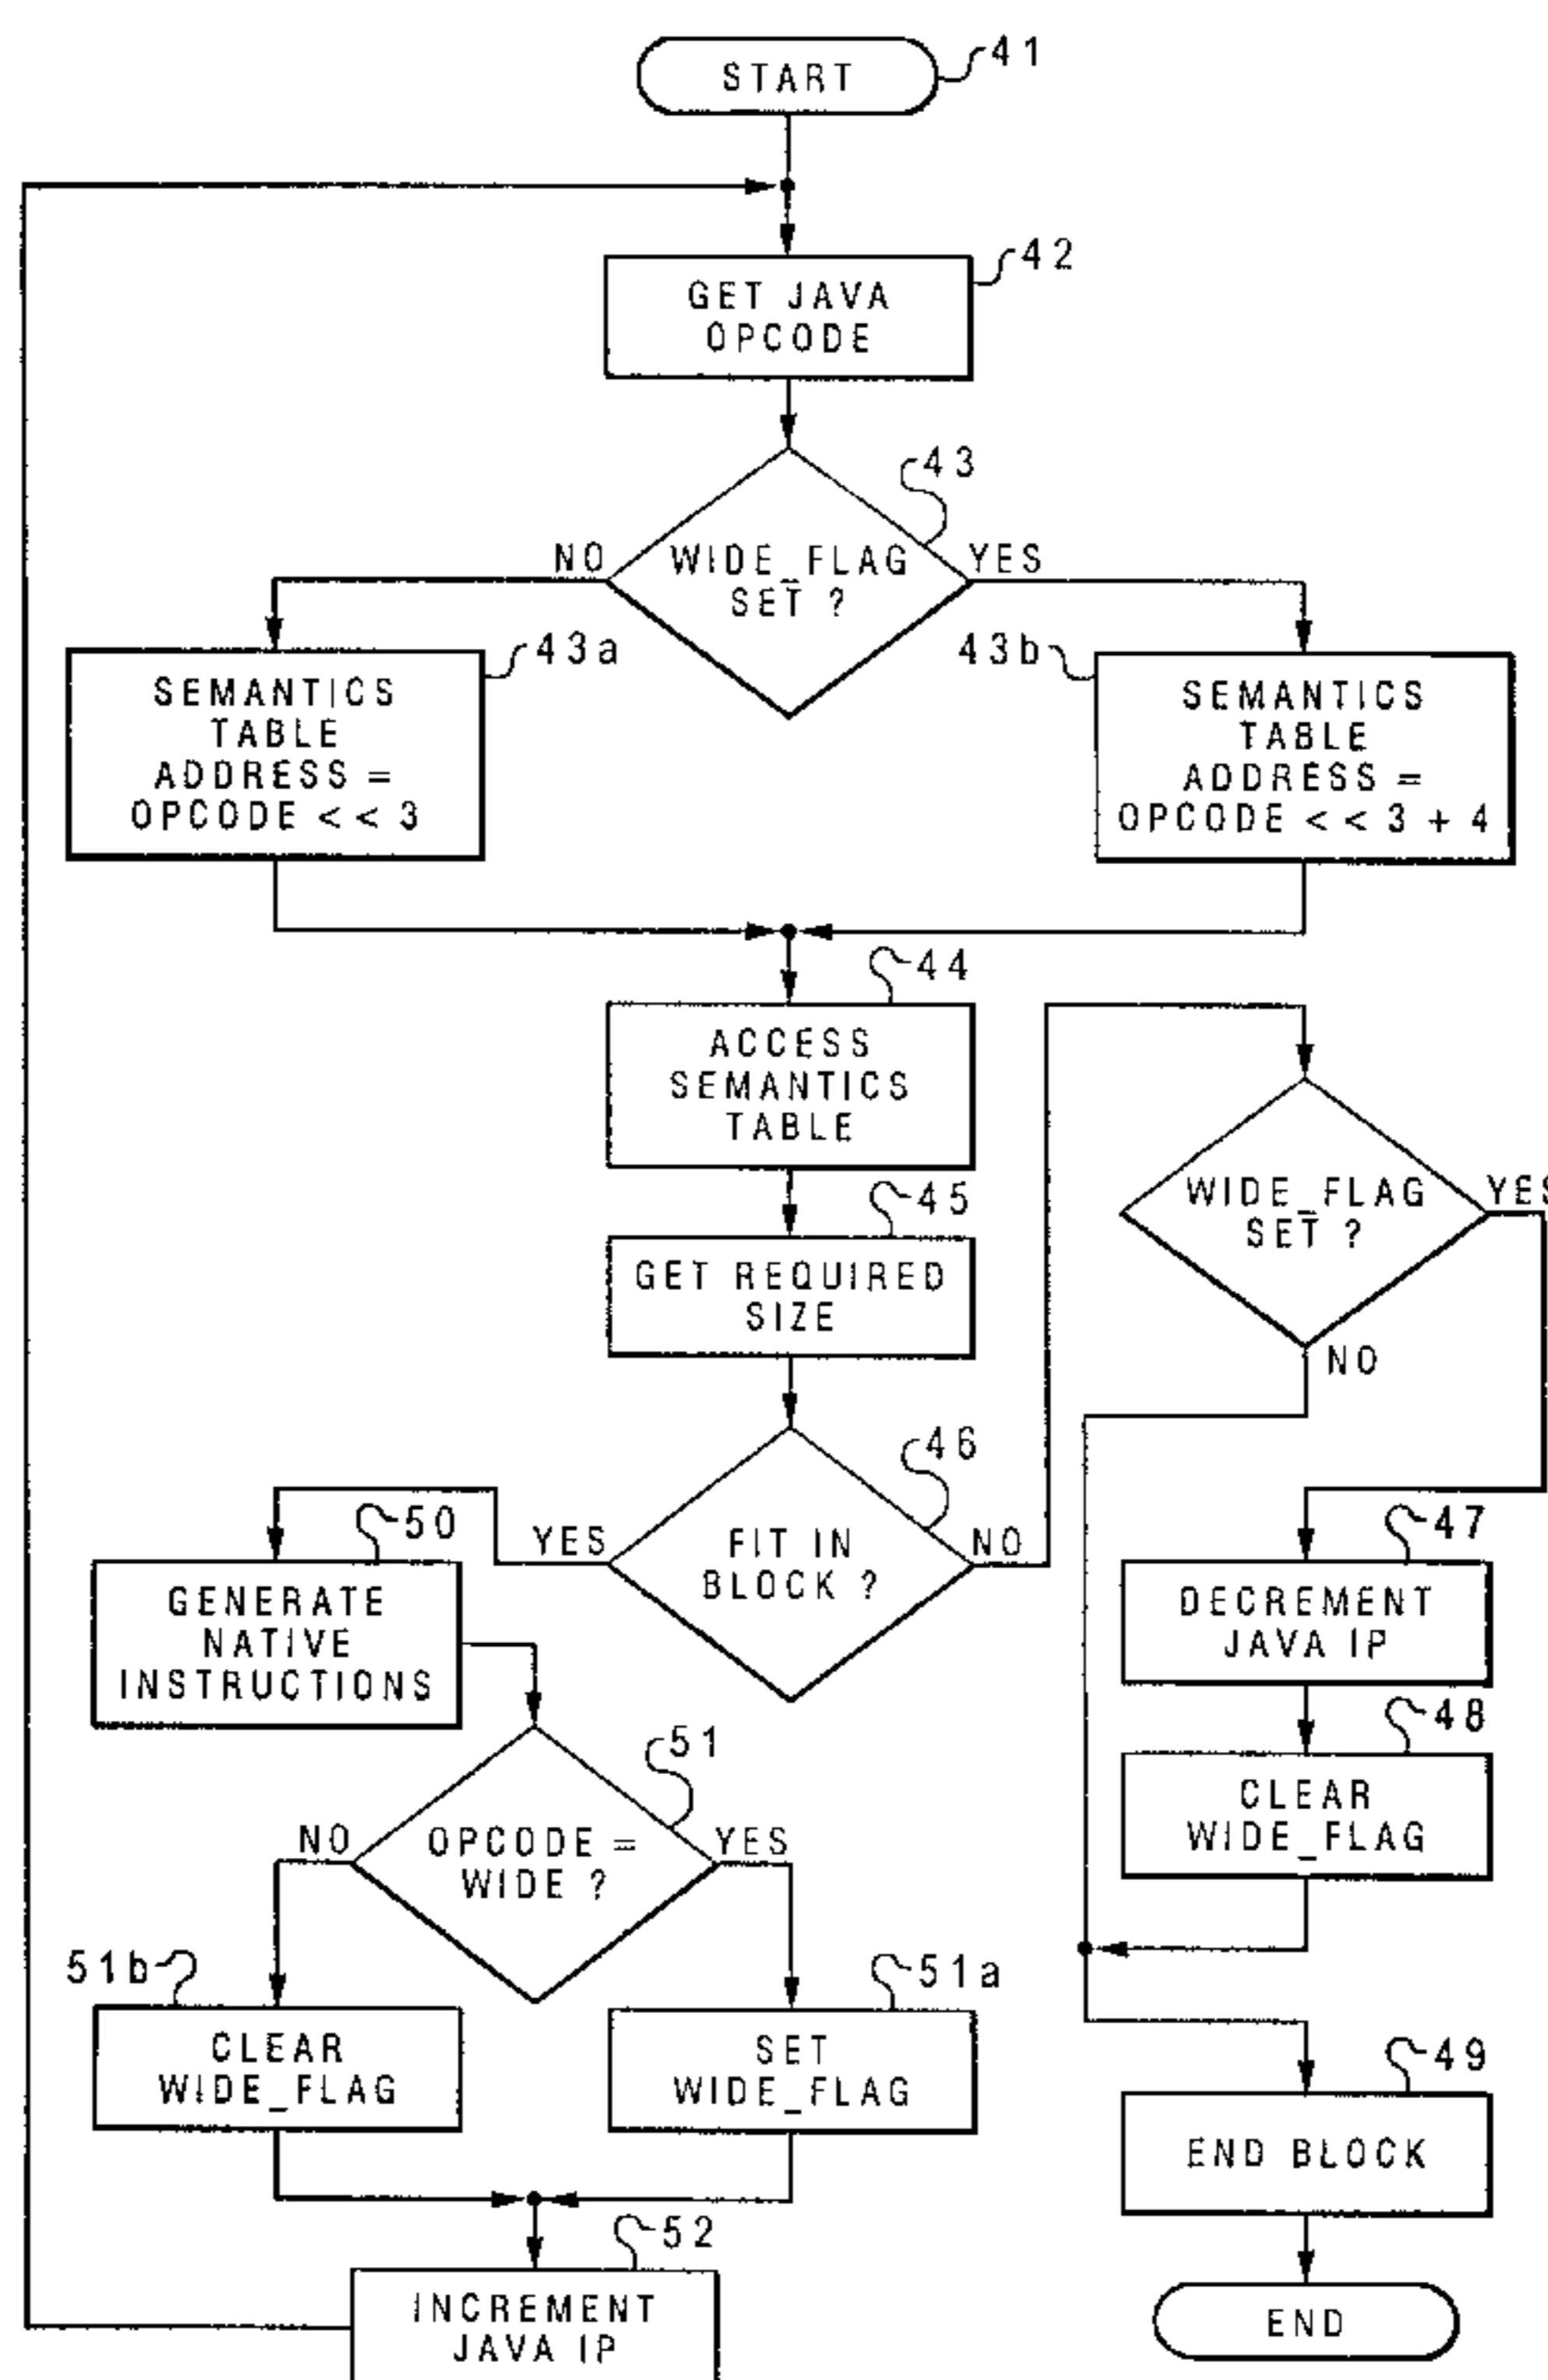 START
41
GET JAVA
OPCODE
42
43
NO
WIDE_FLAG
SET ?
YES
43a
SEMANTICS
TABLE
ADDRESS =
OPCODE < < 3
43b
SEMANTICS
TABLE
ADDRESS =
OPCODE < < 3 + 4
44
ACCESS
SEMANTICS
TABLE
45
GET REQUIRED
SIZE
WIDE_FLAG
SET ?
YES
NO
46
YES
FIT IN
BLOCK ?
NO
50
GENERATE
NATIVE
INSTRUCTIONS
47
DECREMENT
JAVA IP
51
NO
OPCODE =
WIDE ?
YES
48
CLEAR
WIDE_FLAG
51b
CLEAR
WIDE_FLAG
51a
SET
WIDE_FLAG
49
END BLOCK
52
INCREMENT
JAVA IP
END